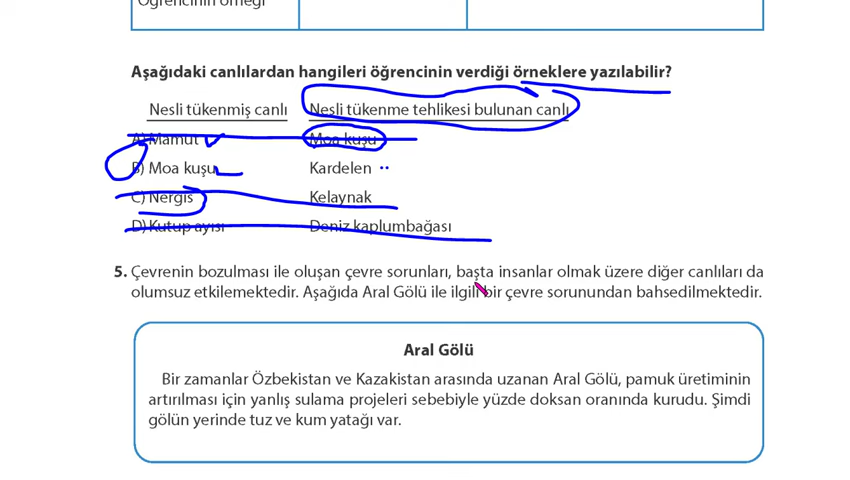 Öğrencinin örneği
Aşağıdaki canlılardan hangileri öğrencinin verdiği örneklere yazılabilir?
Nesli tükenmiş canlı Nesli tükenme tehlikesi bulunan canlı
A) Mamut Moa kuşu
B) Moa kuşu Kardelen
C) Nergis Kelaynak
D) Kutup ayısı Deniz kaplumbağası
5. Çevrenin bozulması ile oluşan çevre sorunları, başta insanlar olmak üzere diğer canlıları da
olumsuz etkilemektedir. Aşağıda Aral Gölü ile ilgili bir çevre sorunundan bahsedilmektedir.
Aral Gölü
Bir zamanlar Özbekistan ve Kazakistan arasında uzanan Aral Gölü, pamuk üretiminin
artırılması için yanlış sulama projeleri sebebiyle yüzde doksan oranında kurudu. Şimdi
gölün yerinde tuz ve kum yatağı var.